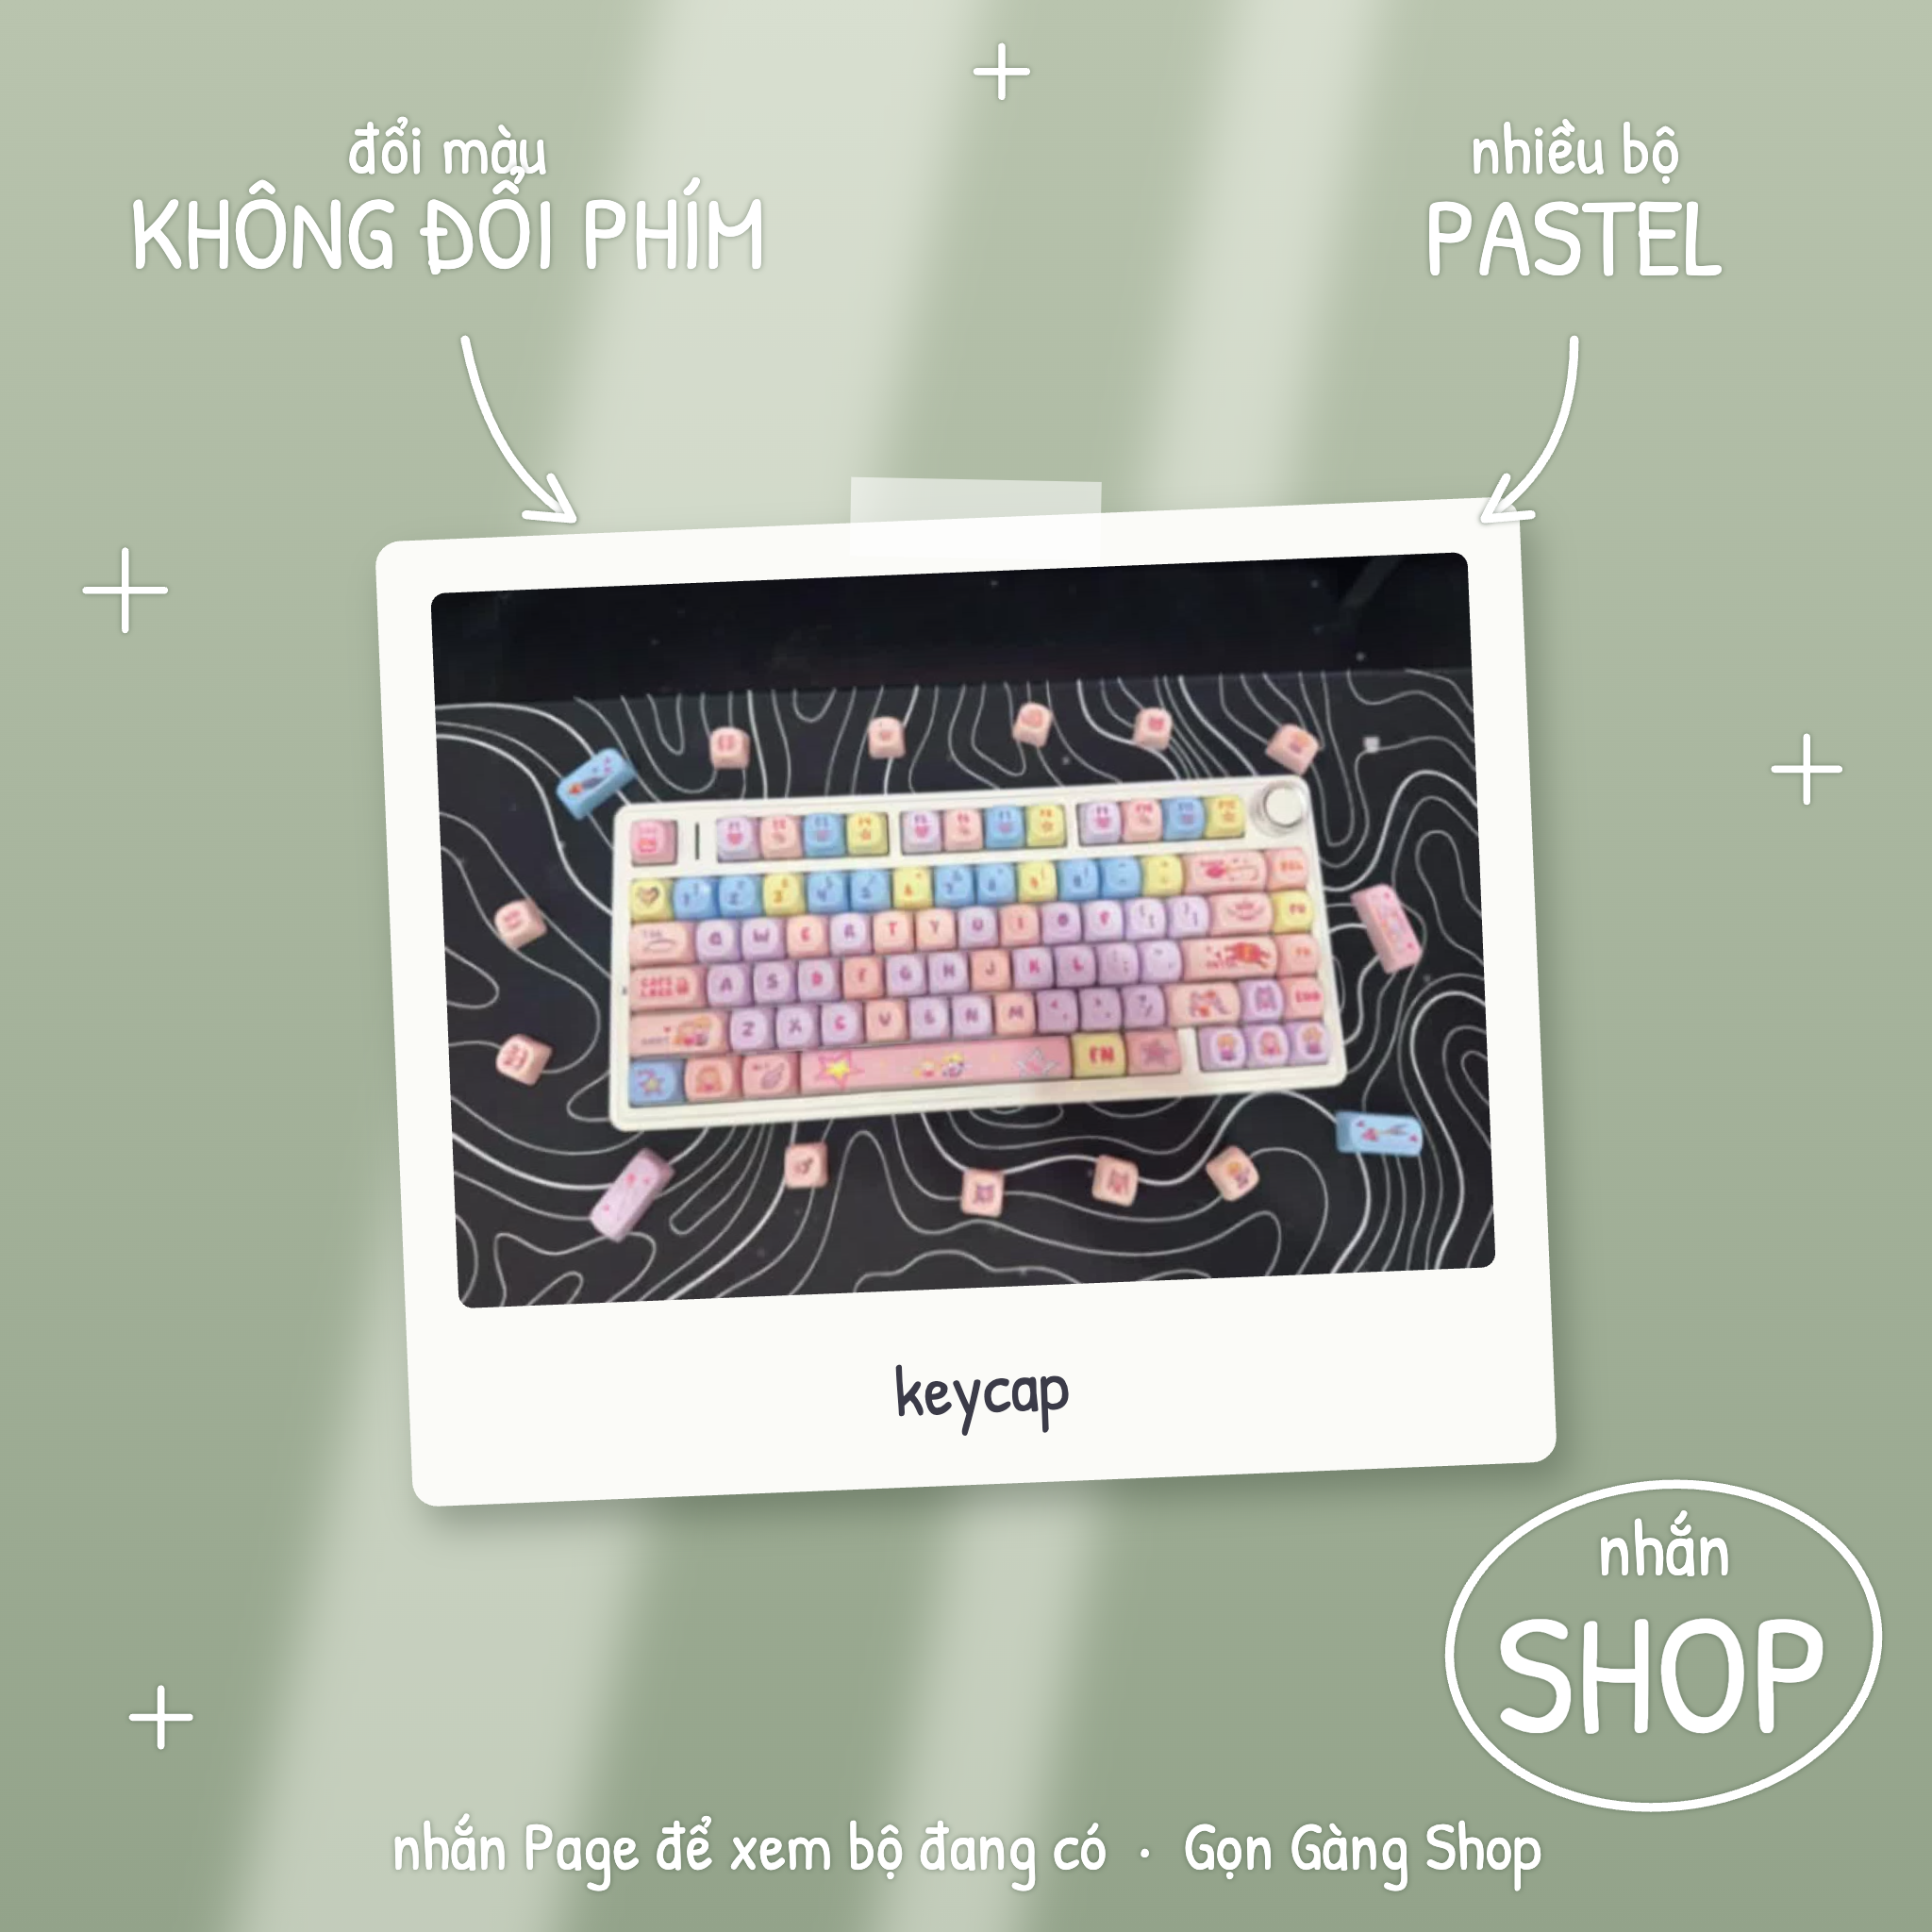 đổi màu
KHÔNG ĐỔI PHÍM
nhiều bộ
PASTEL
Q W E R T Y U I O P
A S D F G H J K L
Z X C V B N M
FN
keycap
nhắn
SHOP
nhắn Page để xem bộ đang có · Gọn Gàng Shop